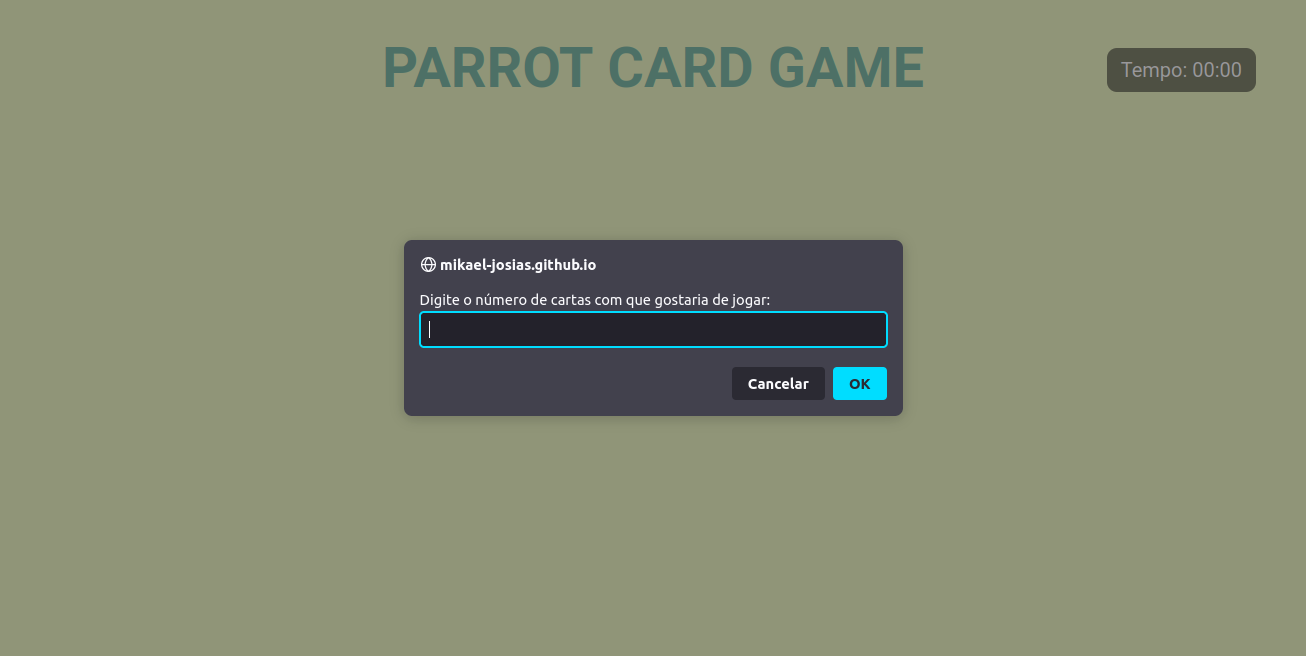 PARROT CARD GAME
Tempo: 00:00
mikael-josias.github.io
Digite o número de cartas com que gostaria de jogar:
Cancelar
OK